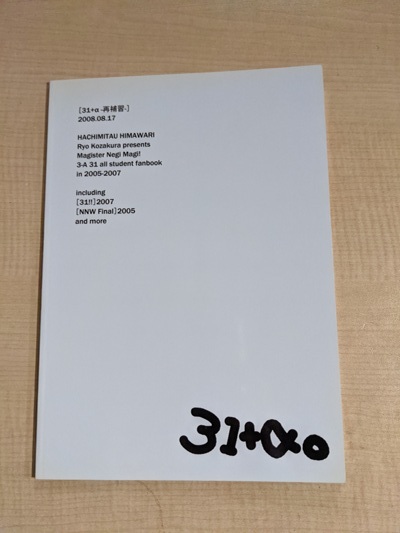 [31+α -再補習-]
2008.08.17
HACHIMITAU HIMAWARI
Ryo Kozakura presents
Magister Negi Magi!
3-A 31 all student fanbook
in 2005-2007
including
[31!!]2007
[NNW Final]2005
and more
31+α。